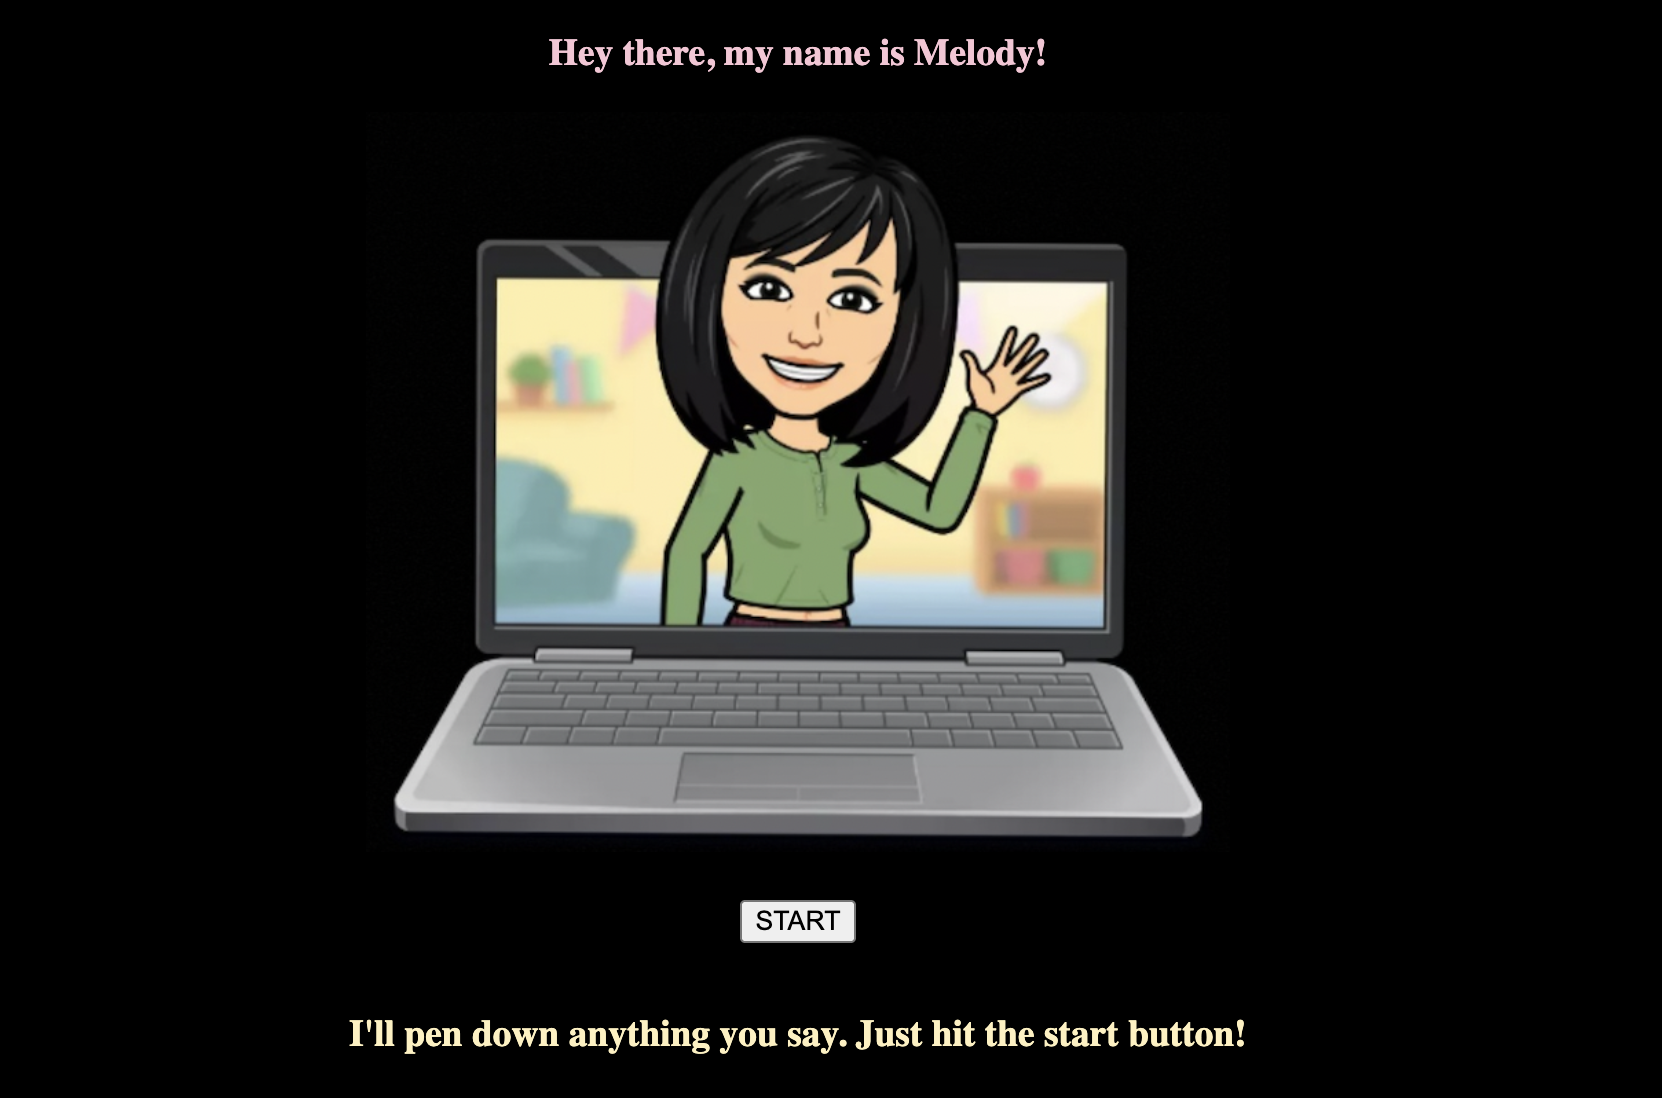 Hey there, my name is Melody!
START
I'll pen down anything you say. Just hit the start button!